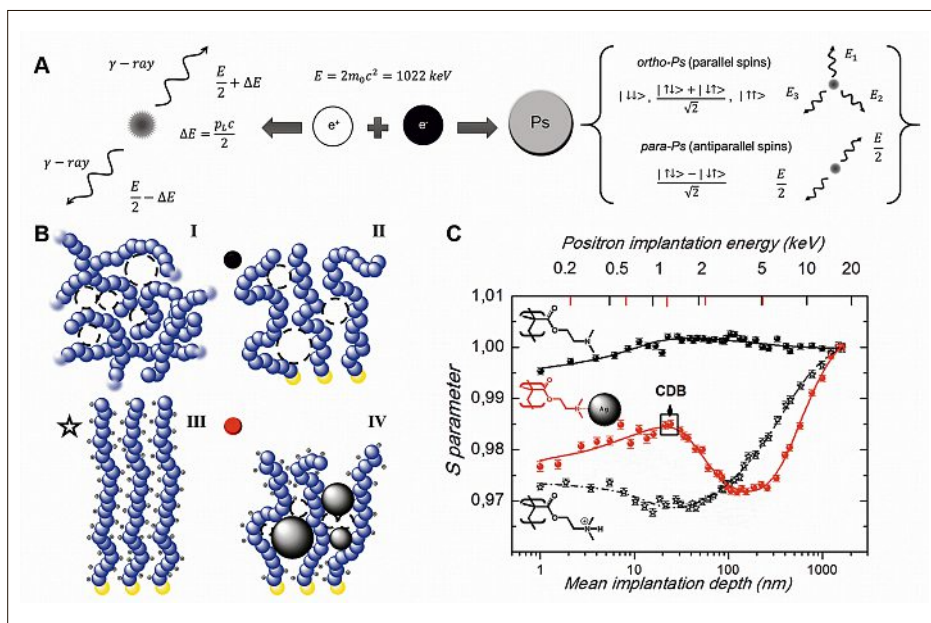 A
γ − ray
E/2 + ΔE
ΔE = p_L c/2
γ − ray
E/2 − ΔE
E = 2m₀c² = 1022 keV
e⁺
e⁻
Ps
ortho-Ps (parallel spins)
|↓↓>, |↑↓> + |↓↑>/√2, |↑↑>
E₁
E₃
E₂
para-Ps (antiparallel spins)
|↑↓> − |↓↑>/√2
E/2
E/2
B
I
II
III
IV
C
Positron implantation energy (keV)
0.2 0.5 1 2 5 10 20
1,01
1,00
0,99
0,98
0,97
S parameter
O
O
N
O
O
N
H
Ag
CDB
O
O
N
⊕
H
1 10 100 1000
Mean implantation depth (nm)